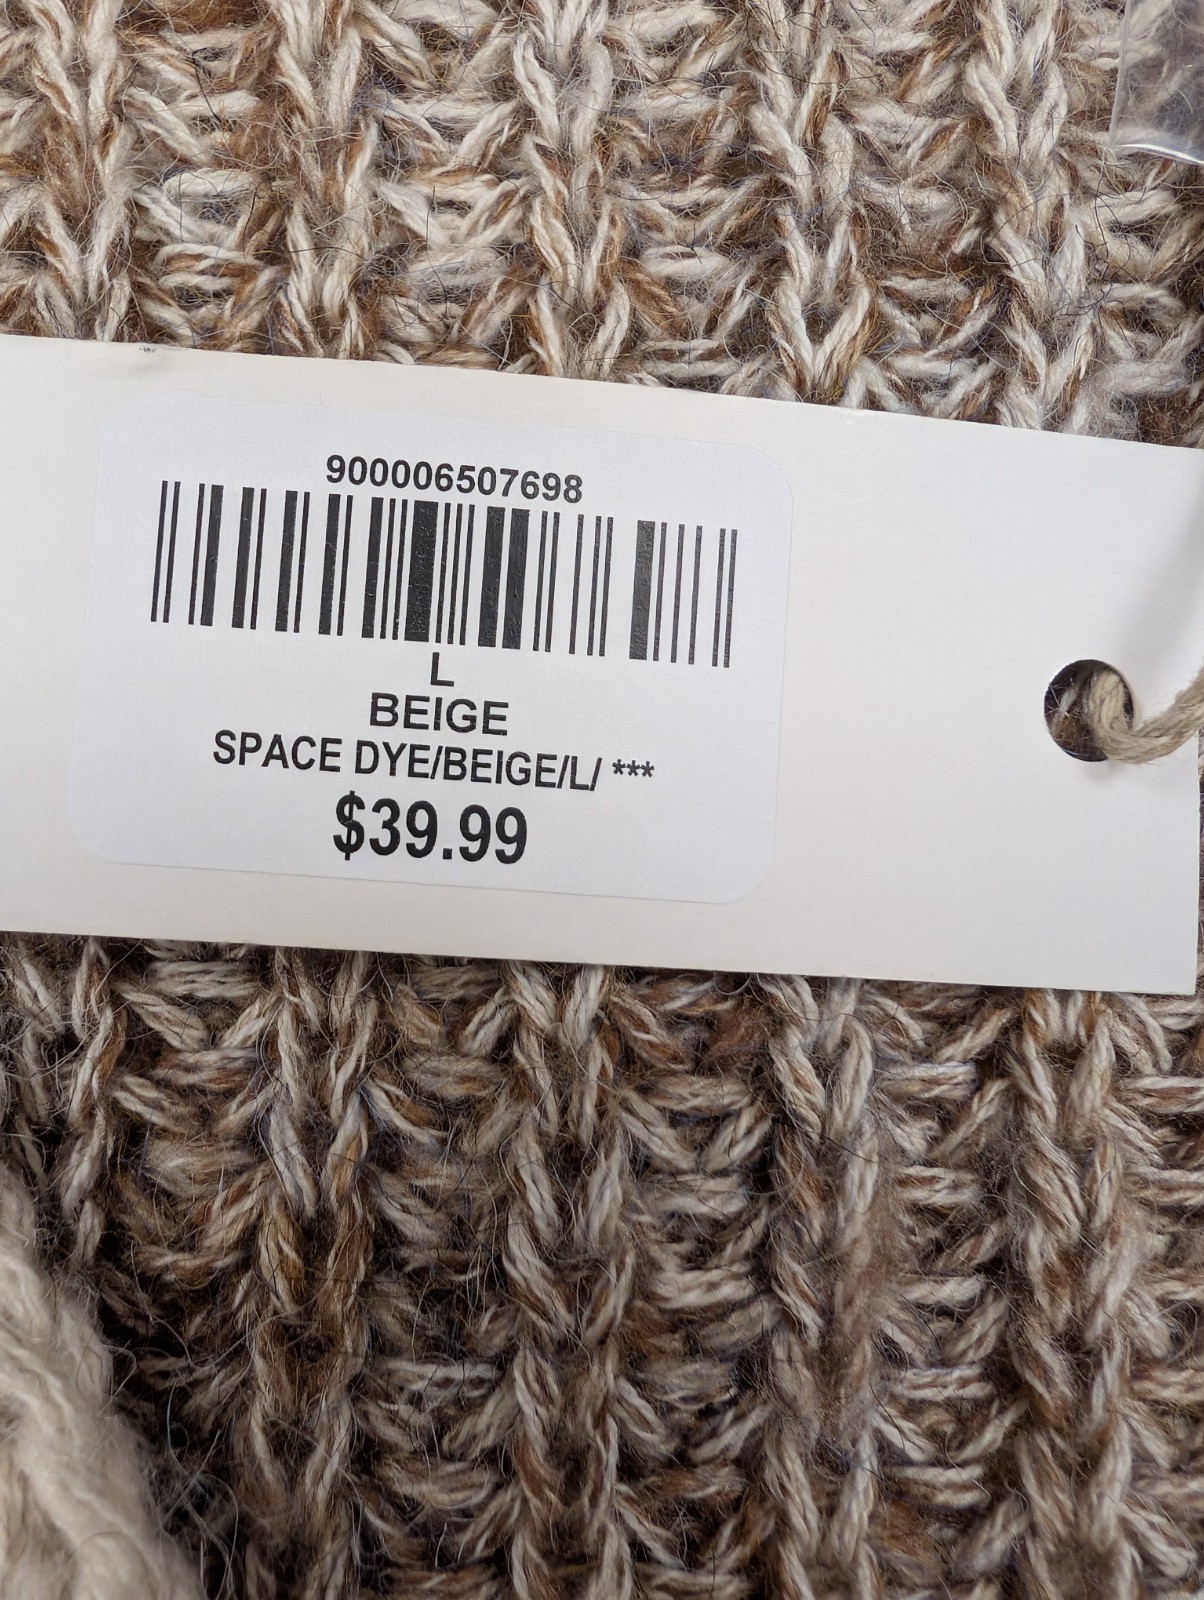 900006507698
L
BEIGE
SPACE DYE/BEIGE/L/ ***
$39.99